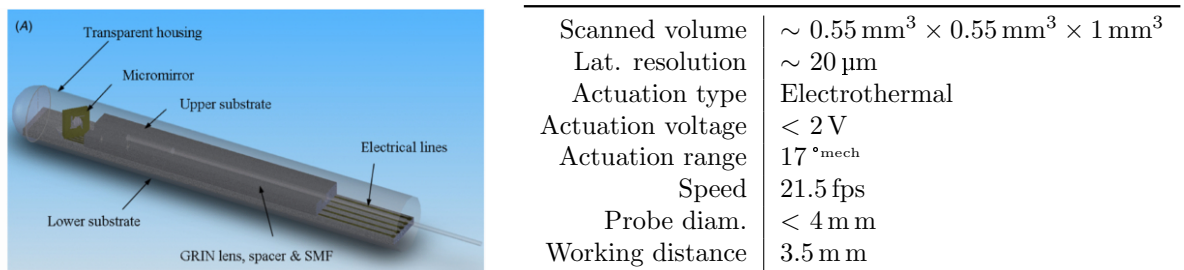 (A)
Transparent housing
Micromirror
Upper substrate
Electrical lines
Lower substrate
GRIN lens, spacer & SMF
Scanned volume ∼ 0.55 mm³ × 0.55 mm³ × 1 mm³
Lat. resolution ∼ 20 µm
Actuation type Electrothermal
Actuation voltage < 2 V
Actuation range 17 °mech
Speed 21.5 fps
Probe diam. < 4 m m
Working distance 3.5 m m